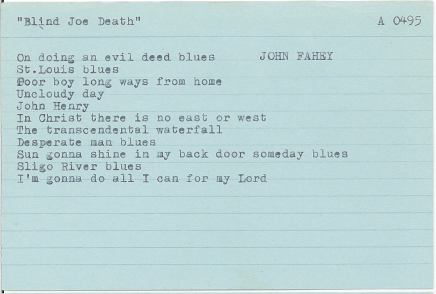 "Blind Joe Death" A 0495
On doing an evil deed blues JOHN FAHEY
St.Louis blues
Poor boy long ways from home
Uncloudy day
John Henry
In Christ there is no east or west
The transcendental waterfall
Desperate man blues
Sun gonna shine in my back door someday blues
Sligo River blues
I'm gonna do all I can for my Lord